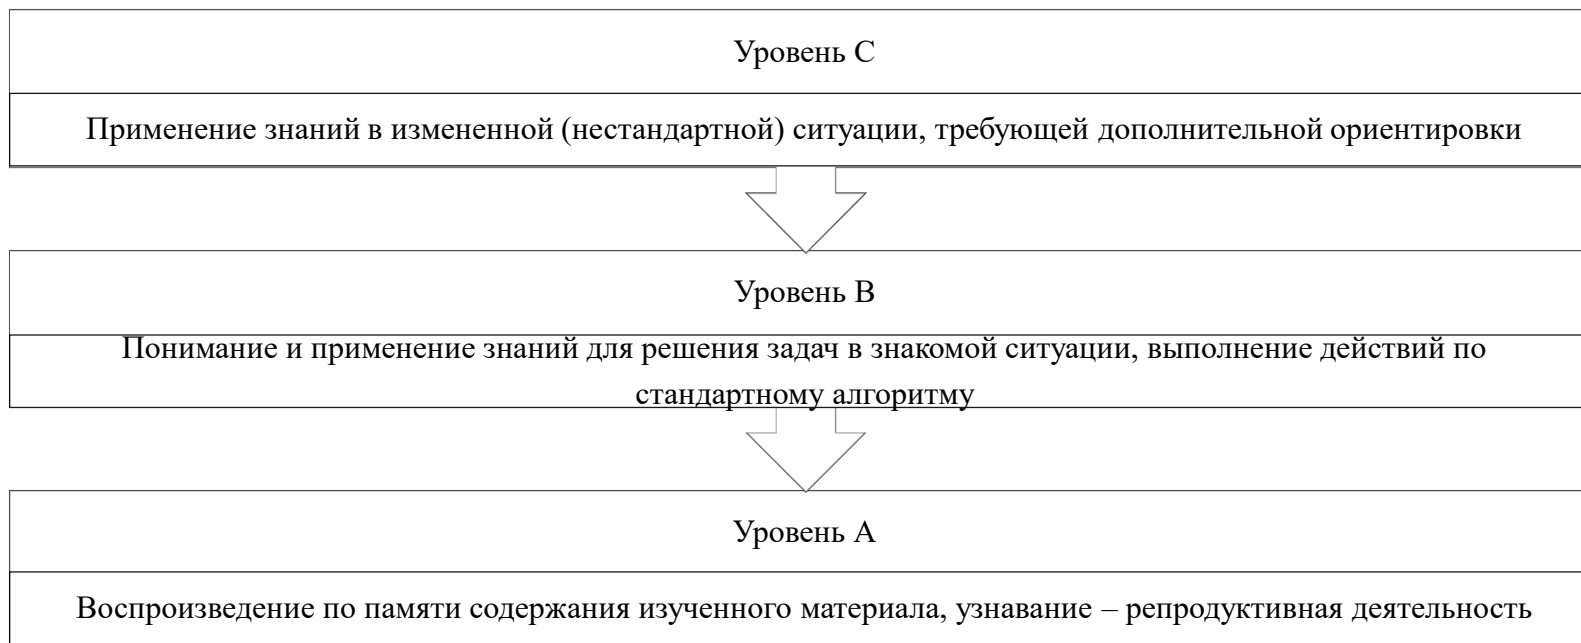 Уровень С
Применение знаний в измененной (нестандартной) ситуации, требующей дополнительной ориентировки
Уровень В
Понимание и применение знаний для решения задач в знакомой ситуации, выполнение действий по
стандартному алгоритму
Уровень А
Воспроизведение по памяти содержания изученного материала, узнавание – репродуктивная деятельность